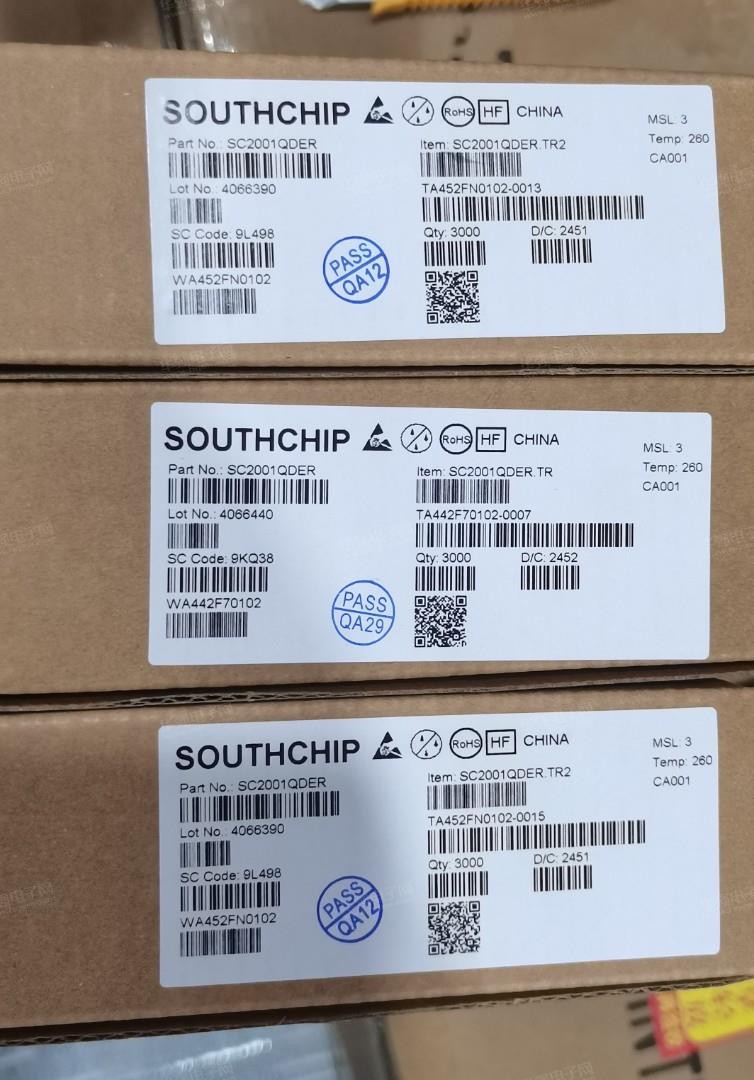 SOUTHCHIP RoHS HF CHINA
MSL: 3
Temp: 260
CA001
Part No.: SC2001QDER
Item: SC2001QDER.TR2
Lot No.: 4066390
TA452FN0102-0013
SC Code: 9L498
Qty: 3000
D/C: 2451
WA452FN0102
PASS
QA12
SOUTHCHIP RoHS HF CHINA
MSL: 3
Temp: 260
CA001
Part No.: SC2001QDER
Item: SC2001QDER.TR
Lot No.: 4066440
TA442F70102-0007
SC Code: 9KQ38
Qty: 3000
D/C: 2452
WA442F70102
PASS
QA29
SOUTHCHIP RoHS HF CHINA
MSL: 3
Temp: 260
CA001
Part No.: SC2001QDER
Item: SC2001QDER.TR2
Lot No.: 4066390
TA452FN0102-0015
SC Code: 9L498
Qty: 3000
D/C: 2451
WA452FN0102
PASS
QA12